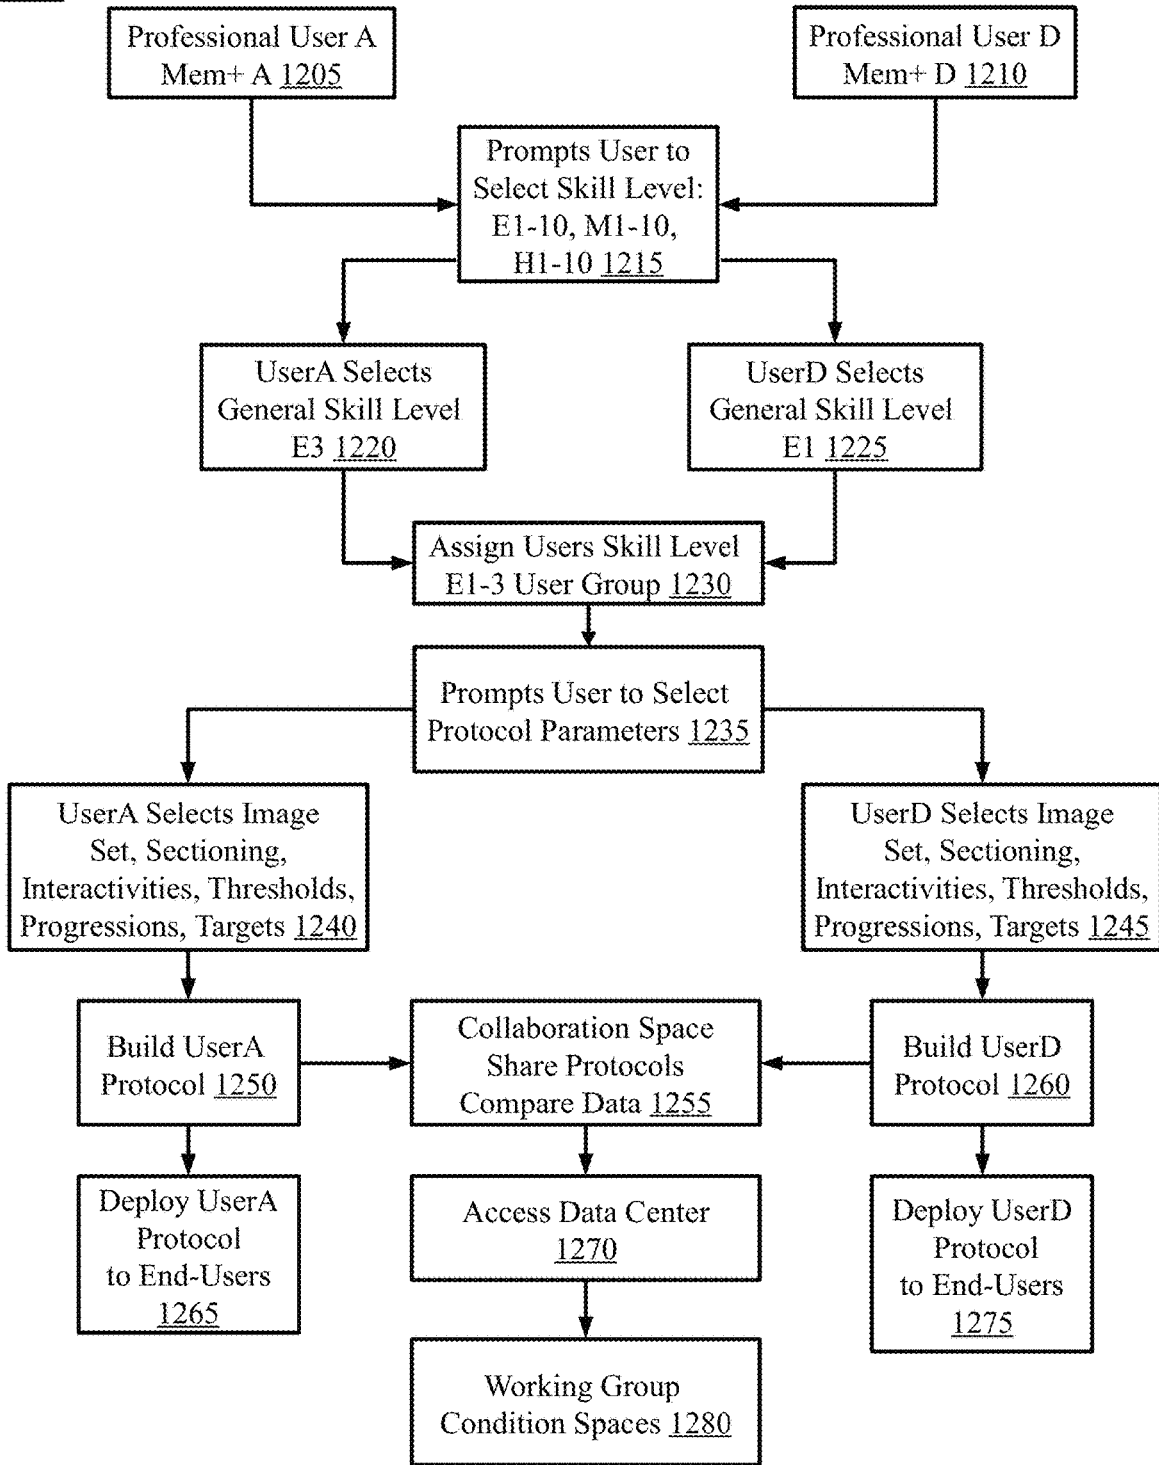 Professional User A
Mem+ A 1205
Professional User D
Mem+ D 1210
Prompts User to
Select Skill Level:
E1-10, M1-10,
H1-10 1215
UserA Selects
General Skill Level
E3 1220
UserD Selects
General Skill Level
E1 1225
Assign Users Skill Level
E1-3 User Group 1230
Prompts User to Select
Protocol Parameters 1235
UserA Selects Image
Set, Sectioning,
Interactivities, Thresholds,
Progressions, Targets 1240
UserD Selects Image
Set, Sectioning,
Interactivities, Thresholds,
Progressions, Targets 1245
Build UserA
Protocol 1250
Collaboration Space
Share Protocols
Compare Data 1255
Build UserD
Protocol 1260
Deploy UserA
Protocol
to End-Users
1265
Access Data Center
1270
Deploy UserD
Protocol
to End-Users
1275
Working Group
Condition Spaces 1280